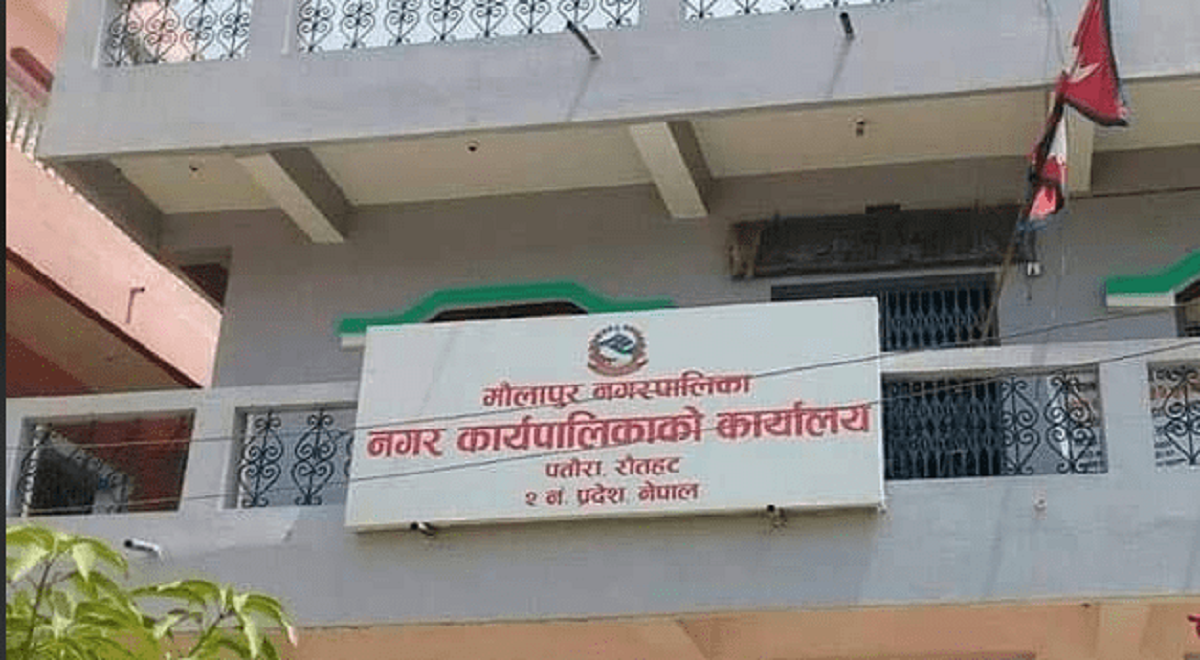 मौलापुर नगरपालिका
नगर कार्यपालिकाको कार्यालय
पतौरा, रौतहट
२ नं. प्रदेश, नेपाल